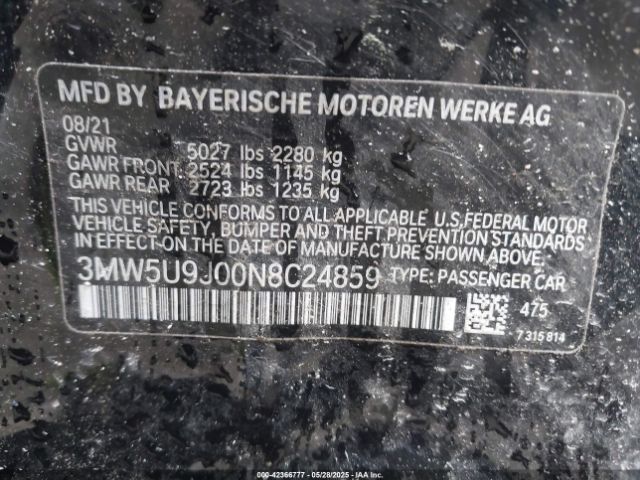 MFD BY BAYERISCHE MOTOREN WERKE AG
08/21
GVWR 5027 lbs 2280 kg
GAWR FRONT 2524 lbs 1145 kg
GAWR REAR 2723 lbs 1235 kg
THIS VEHICLE CONFORMS TO ALL APPLICABLE U.S.FEDERAL MOTOR
VEHICLE SAFETY, BUMPER AND THEFT PREVENTION STANDARDS
IN EFFECT ON THE DATE OF MANUFACTURE SHOWN ABOVE.
3MW5U9J00N8C24859 TYPE: PASSENGER CAR
475
7 315 814
000-42366777 - 05/28/2025 - IAA